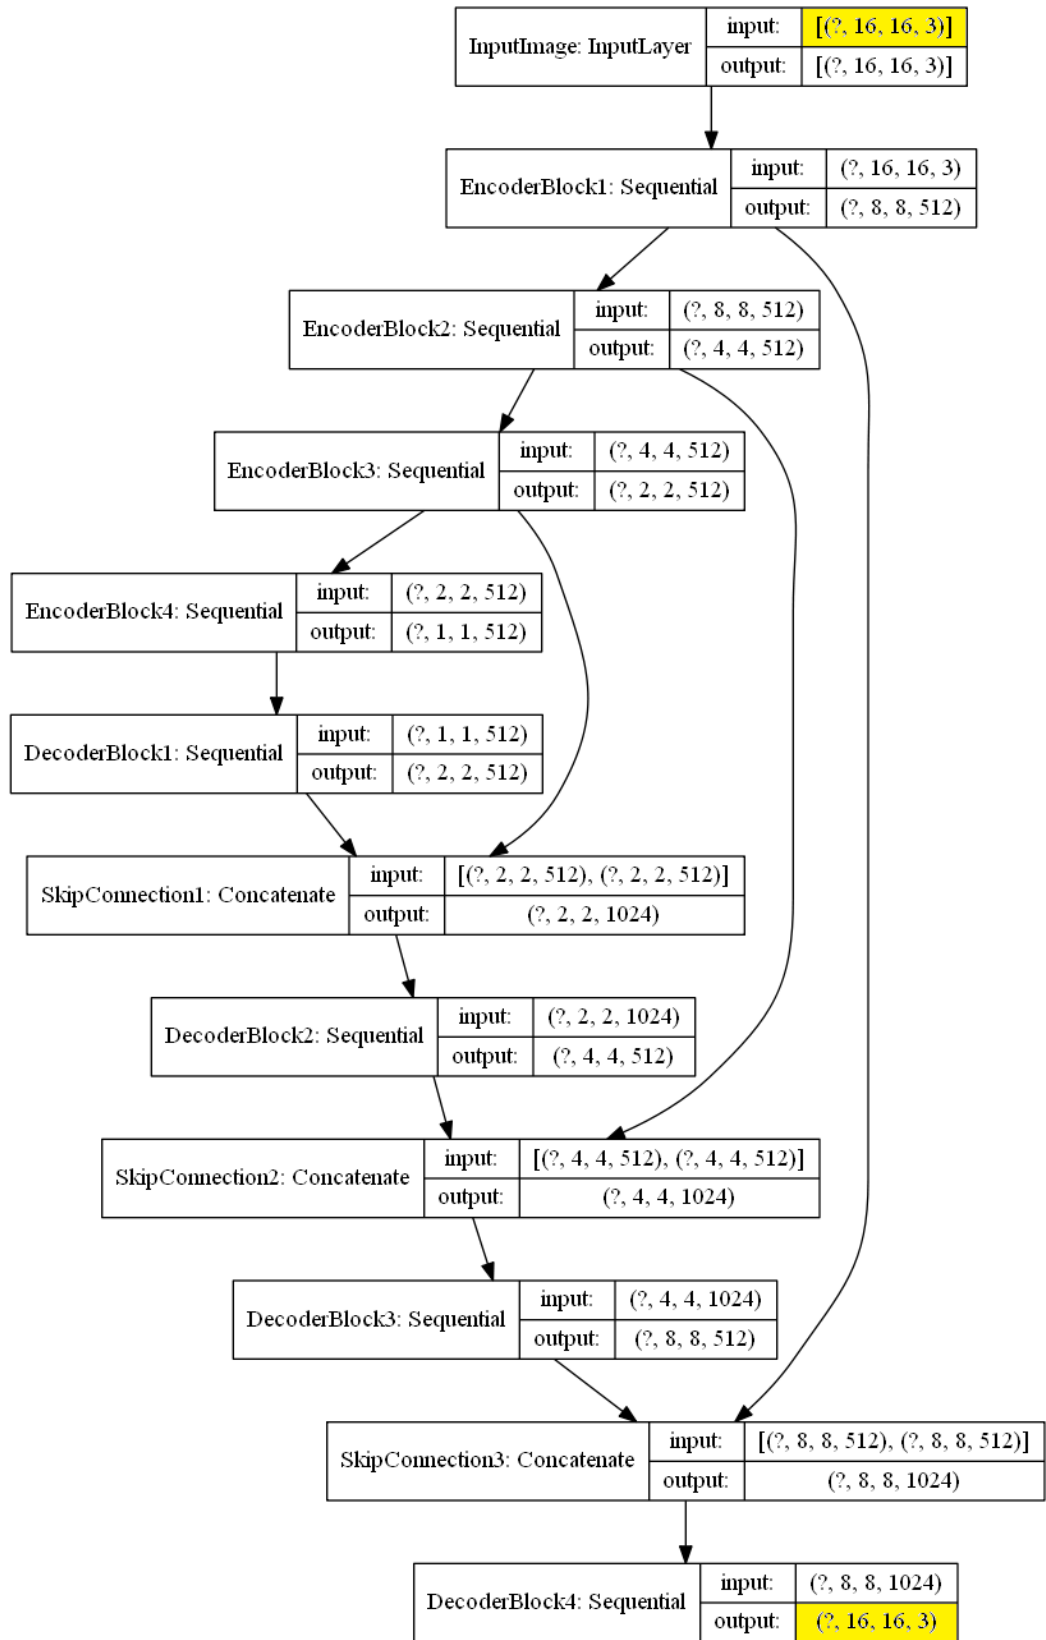 InputImage: InputLayer
input:
[(?, 16, 16, 3)]
output:
[(?, 16, 16, 3)]
EncoderBlock1: Sequential
input:
(?, 16, 16, 3)
output:
(?, 8, 8, 512)
EncoderBlock2: Sequential
input:
(?, 8, 8, 512)
output:
(?, 4, 4, 512)
EncoderBlock3: Sequential
input:
(?, 4, 4, 512)
output:
(?, 2, 2, 512)
EncoderBlock4: Sequential
input:
(?, 2, 2, 512)
output:
(?, 1, 1, 512)
DecoderBlock1: Sequential
input:
(?, 1, 1, 512)
output:
(?, 2, 2, 512)
SkipConnection1: Concatenate
input:
[(?, 2, 2, 512), (?, 2, 2, 512)]
output:
(?, 2, 2, 1024)
DecoderBlock2: Sequential
input:
(?, 2, 2, 1024)
output:
(?, 4, 4, 512)
SkipConnection2: Concatenate
input:
[(?, 4, 4, 512), (?, 4, 4, 512)]
output:
(?, 4, 4, 1024)
DecoderBlock3: Sequential
input:
(?, 4, 4, 1024)
output:
(?, 8, 8, 512)
SkipConnection3: Concatenate
input:
[(?, 8, 8, 512), (?, 8, 8, 512)]
output:
(?, 8, 8, 1024)
DecoderBlock4: Sequential
input:
(?, 8, 8, 1024)
output:
(?, 16, 16, 3)